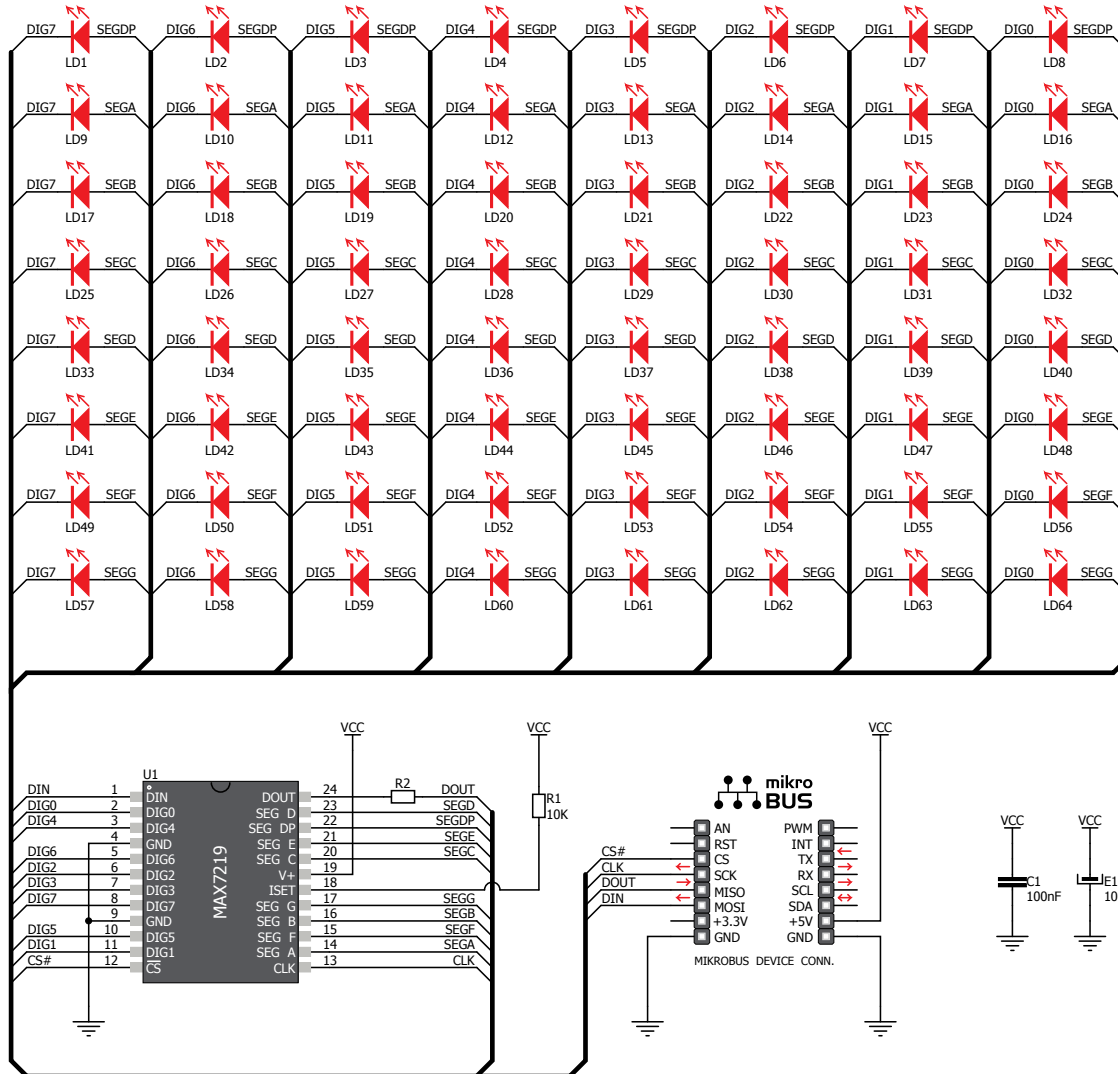 DIG7 SEGDP DIG6 SEGDP DIG5 SEGDP DIG4 SEGDP DIG3 SEGDP DIG2 SEGDP DIG1 SEGDP DIG0 SEGDP
LD1 LD2 LD3 LD4 LD5 LD6 LD7 LD8
DIG7 SEGA DIG6 SEGA DIG5 SEGA DIG4 SEGA DIG3 SEGA DIG2 SEGA DIG1 SEGA DIG0 SEGA
LD9 LD10 LD11 LD12 LD13 LD14 LD15 LD16
DIG7 SEGB DIG6 SEGB DIG5 SEGB DIG4 SEGB DIG3 SEGB DIG2 SEGB DIG1 SEGB DIG0 SEGB
LD17 LD18 LD19 LD20 LD21 LD22 LD23 LD24
DIG7 SEGC DIG6 SEGC DIG5 SEGC DIG4 SEGC DIG3 SEGC DIG2 SEGC DIG1 SEGC DIG0 SEGC
LD25 LD26 LD27 LD28 LD29 LD30 LD31 LD32
DIG7 SEGD DIG6 SEGD DIG5 SEGD DIG4 SEGD DIG3 SEGD DIG2 SEGD DIG1 SEGD DIG0 SEGD
LD33 LD34 LD35 LD36 LD37 LD38 LD39 LD40
DIG7 SEGE DIG6 SEGE DIG5 SEGE DIG4 SEGE DIG3 SEGE DIG2 SEGE DIG1 SEGE DIG0 SEGE
LD41 LD42 LD43 LD44 LD45 LD46 LD47 LD48
DIG7 SEGF DIG6 SEGF DIG5 SEGF DIG4 SEGF DIG3 SEGF DIG2 SEGF DIG1 SEGF DIG0 SEGF
LD49 LD50 LD51 LD52 LD53 LD54 LD55 LD56
DIG7 SEGG DIG6 SEGG DIG5 SEGG DIG4 SEGG DIG3 SEGG DIG2 SEGG DIG1 SEGG DIG0 SEGG
LD57 LD58 LD59 LD60 LD61 LD62 LD63 LD64
VCC VCC VCC
U1
MAX7219
DIN 1 DIN DOUT 24 R2 DOUT
DIG0 2 DIG0 SEG D 23 SEGD
DIG4 3 DIG4 SEG DP 22 SEGDP
4 GND SEG E 21 SEGE
DIG6 5 DIG6 SEG C 20 SEGC
DIG2 6 DIG2 V+ 19
DIG3 7 DIG3 ISET 18
DIG7 8 DIG7 SEG G 17 SEGG
9 GND SEG B 16 SEGB
DIG5 10 DIG5 SEG F 15 SEGF
DIG1 11 DIG1 SEG A 14 SEGA
CS# 12 CS CLK 13 CLK
R1
10K
mikro
BUS
AN PWM
RST INT
CS# CS TX
CLK SCK RX
DOUT MISO SCL
DIN MOSI SDA
+3.3V +5V
GND GND
MIKROBUS DEVICE CONN.
VCC VCC
C1 E1
100nF 10